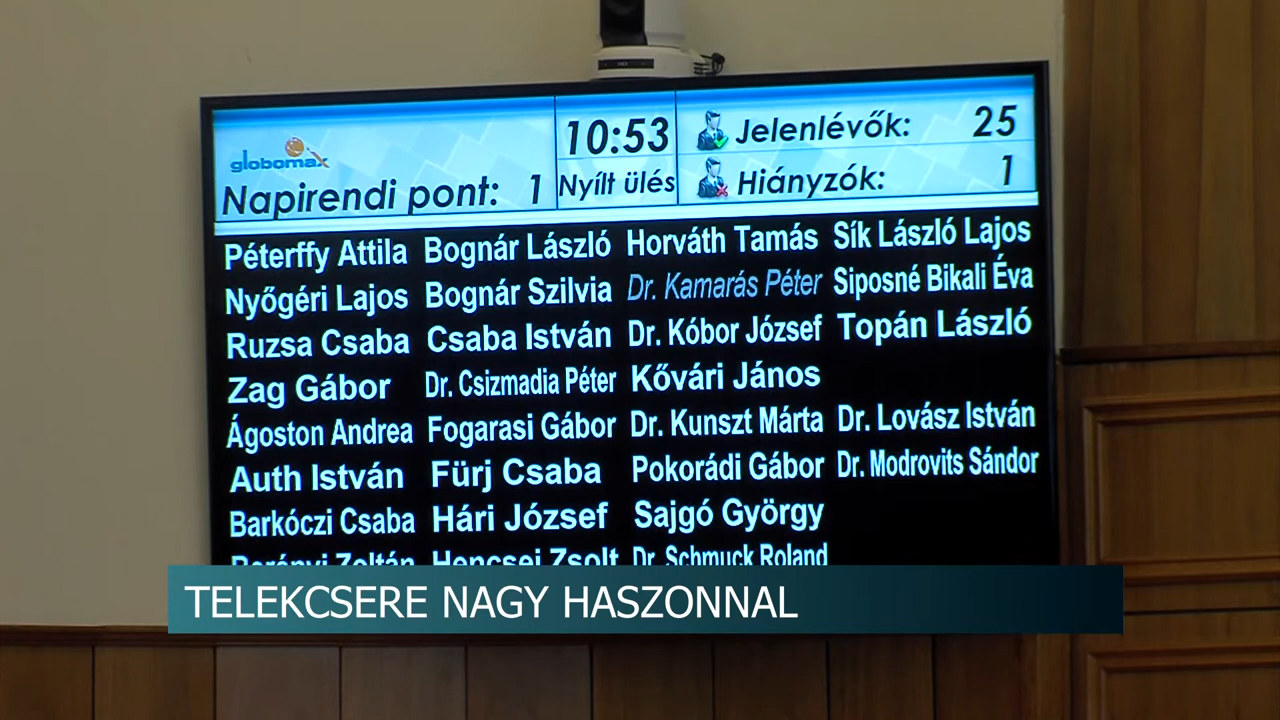 globomax
Napirendi pont: 1
10:53
Nyílt ülés
Jelenlévők: 25
Hiányzók: 1
Péterffy Attila Bognár László Horváth Tamás Sík László Lajos
Nyőgéri Lajos Bognár Szilvia Dr. Kamarás Péter Siposné Bikali Éva
Ruzsa Csaba Csaba István Dr. Kóbor József Topán László
Zag Gábor Dr. Csizmadia Péter Kővári János
Ágoston Andrea Fogarasi Gábor Dr. Kunszt Márta Dr. Lovász István
Auth István Fürj Csaba Pokorádi Gábor Dr. Modrovits Sándor
Barkóczi Csaba Hári József Sajgó György
Berényi Zoltán Hencsei Zsolt Dr. Schmuck Roland
TELEKCSERE NAGY HASZONNAL